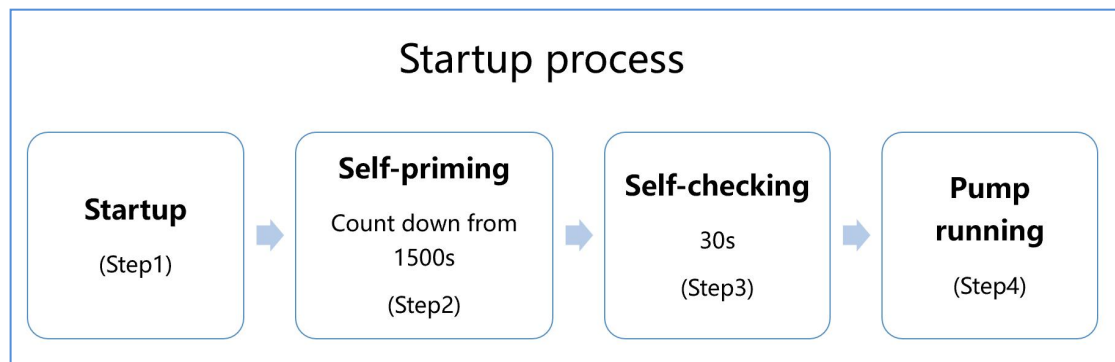 Startup process
Startup
(Step1)
Self-priming
Count down from
1500s
(Step2)
Self-checking
30s
(Step3)
Pump
running
(Step4)